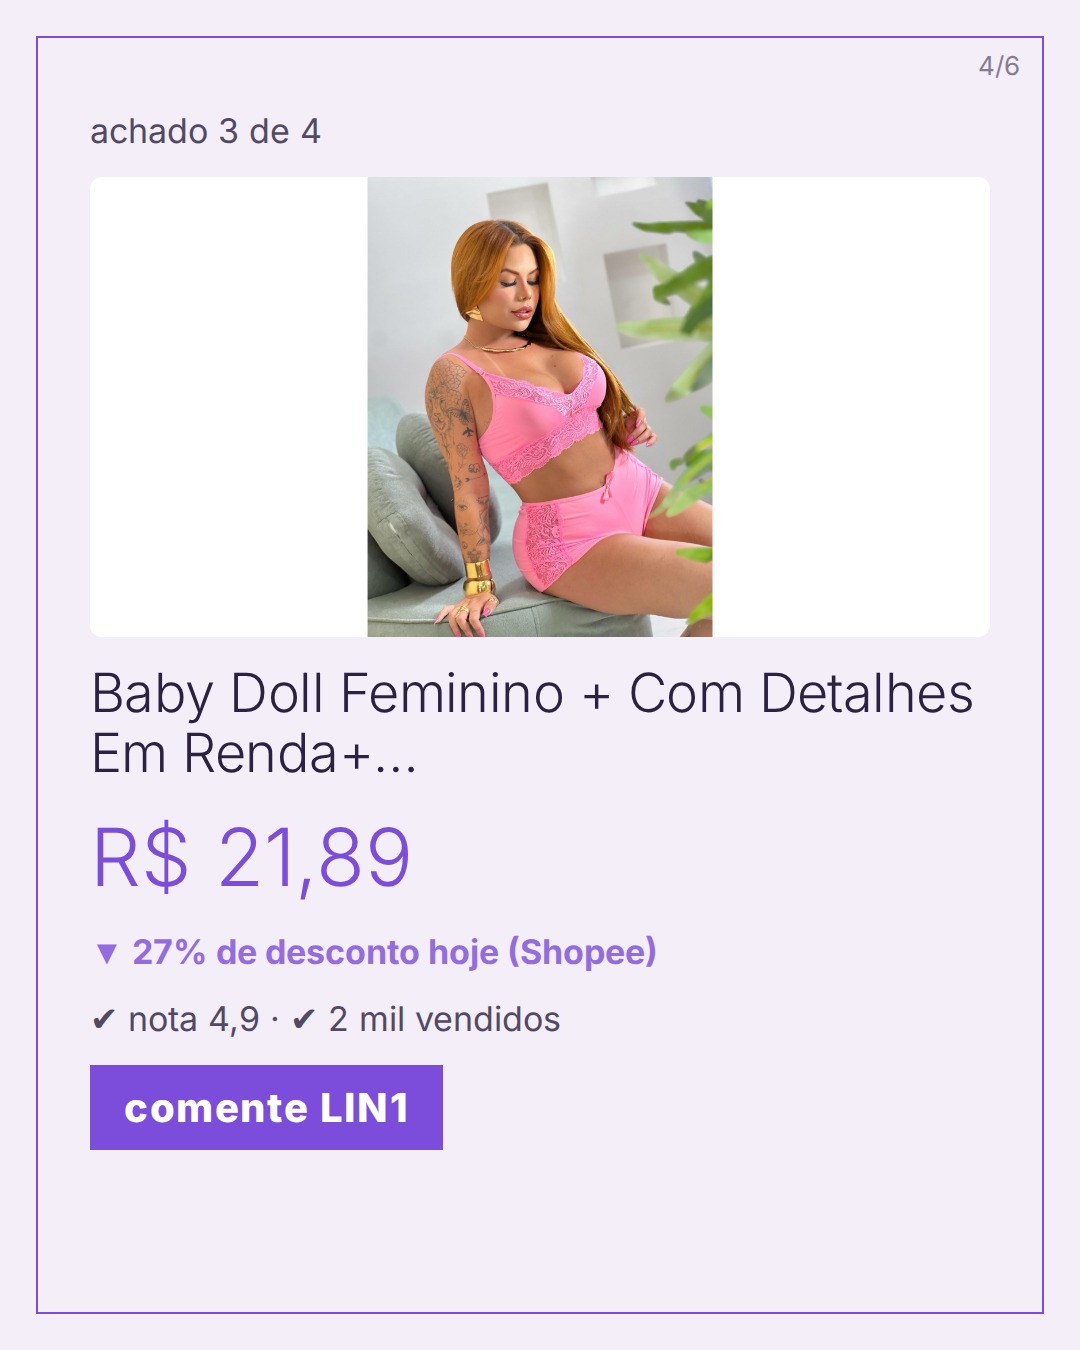 4/6
achado 3 de 4
Baby Doll Feminino + Com Detalhes
Em Renda+...
R$ 21,89
▼ 27% de desconto hoje (Shopee)
✔ nota 4,9 · ✔ 2 mil vendidos
comente LIN1